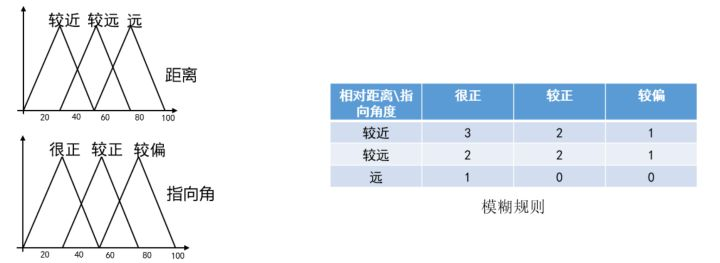 较近 较远 远
距离
20 40 60 80 100
很正 较正 较偏
指向角
20 40 60 80 100
相对距离\指 很正 较正 较偏
向角度
较近 3 2 1
较远 2 2 1
远 1 0 0
模糊规则